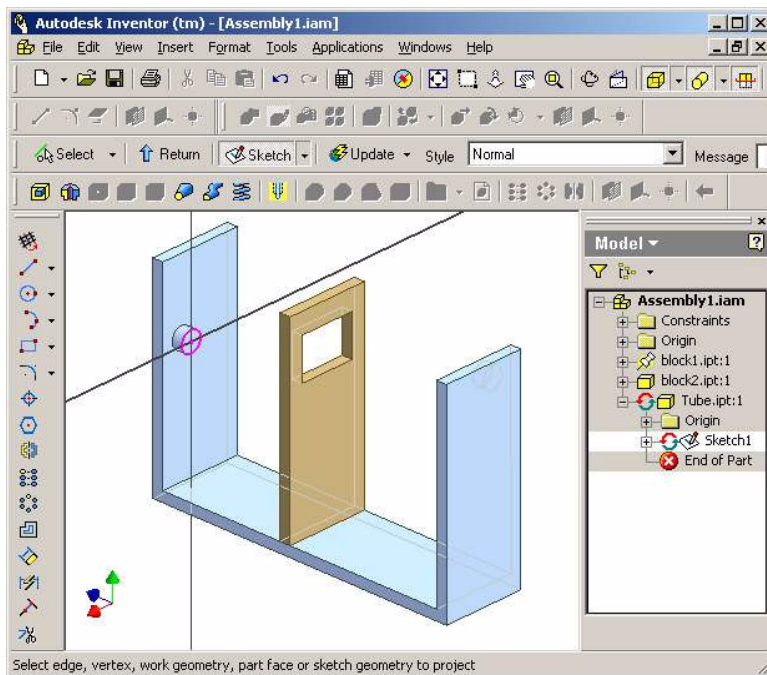 Autodesk Inventor (tm) - [Assembly1.iam]
File Edit View Insert Format Tools Applications Windows Help
Select Return Sketch Update Style Normal Message
Model
Assembly1.iam
Constraints
Origin
block1.ipt:1
block2.ipt:1
Tube.ipt:1
Origin
Sketch1
End of Part
Select edge, vertex, work geometry, part face or sketch geometry to project